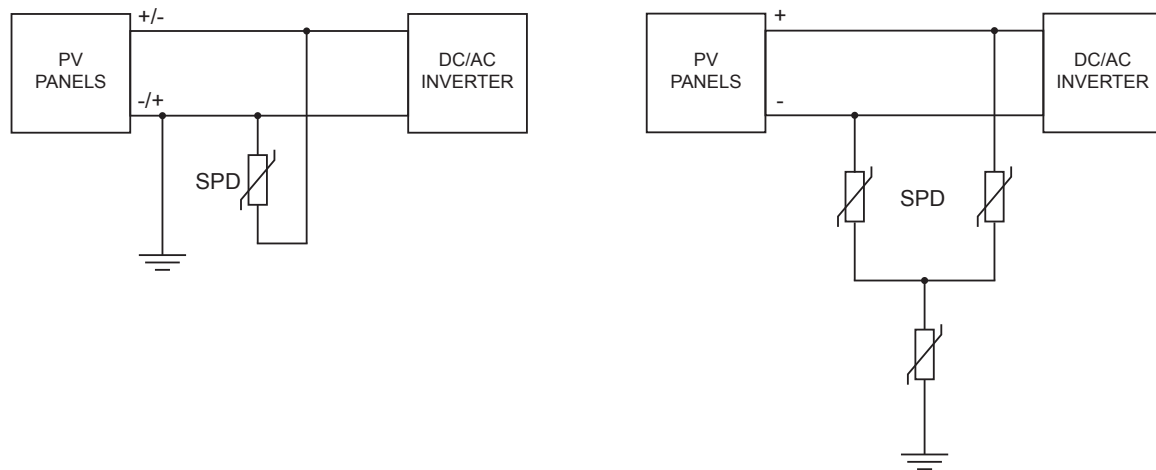 +/-
PV
PANELS
DC/AC
INVERTER
-/+
SPD
+
PV
PANELS
DC/AC
INVERTER
-
SPD